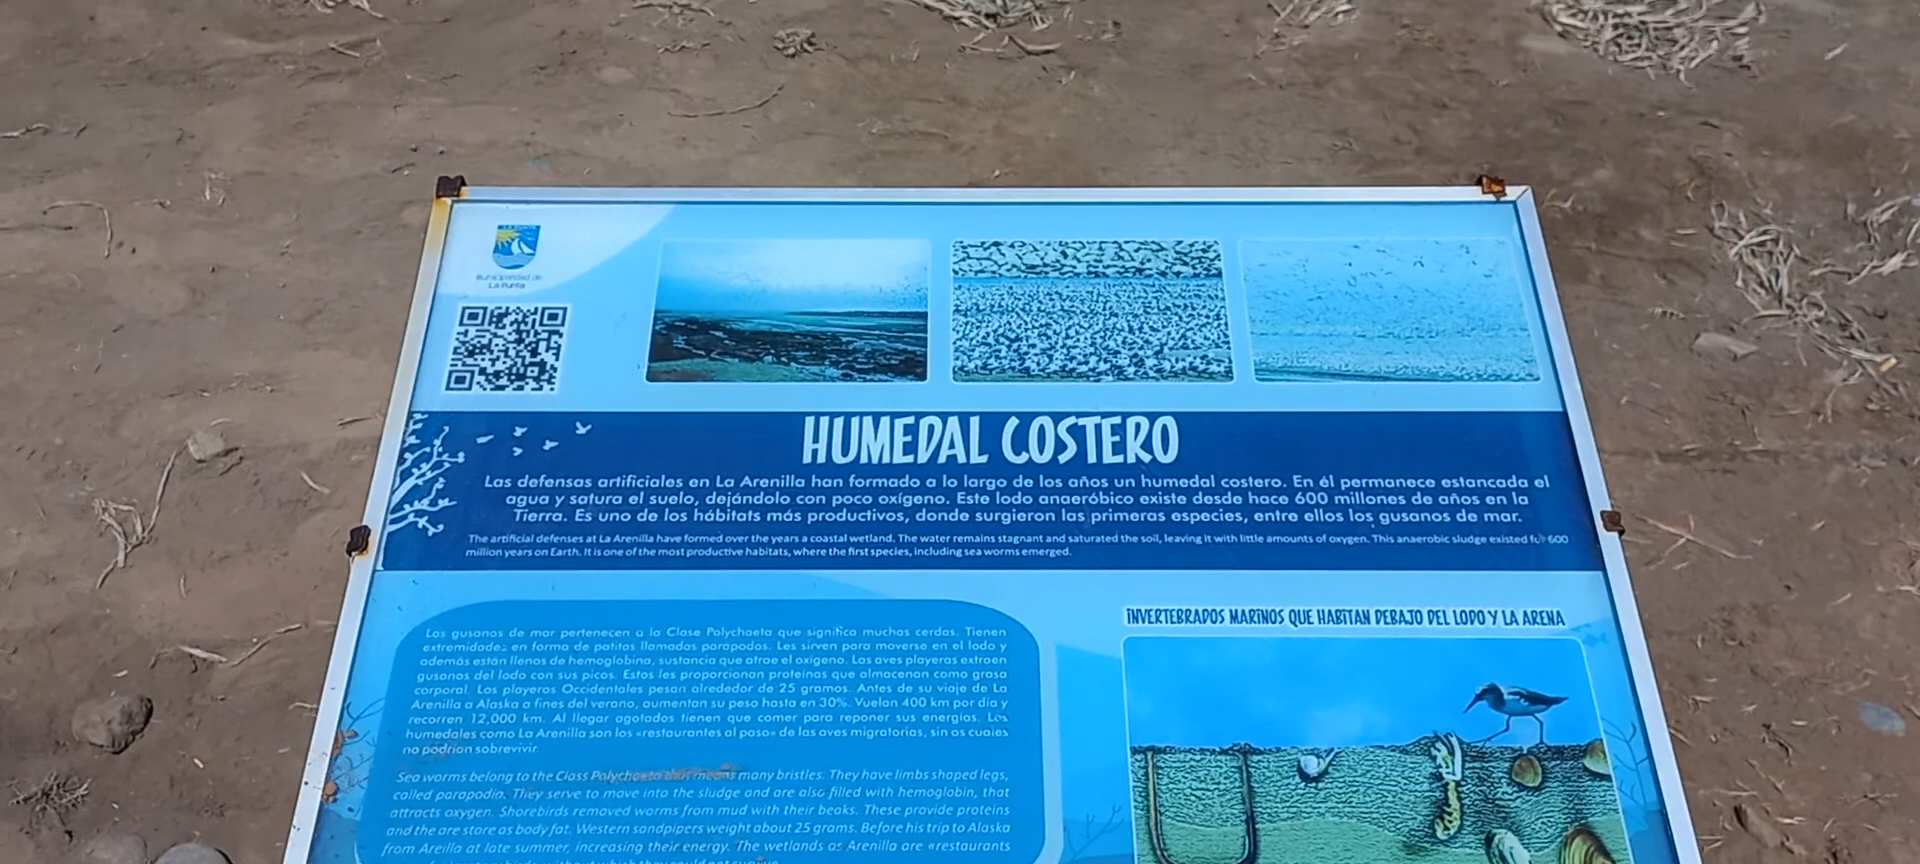 LA PUNTA
Municipalidad de
La Punta
HUMEDAL COSTERO
Las defensas artificiales en La Arenilla han formado a lo largo de los años un humedal costero. En él permanece estancada el
agua y satura el suelo, dejándolo con poco oxígeno. Este lodo anaeróbico existe desde hace 600 millones de años en la
Tierra. Es uno de los hábitats más productivos, donde surgieron las primeras especies, entre ellos los gusanos de mar.
The artificial defenses at La Arenilla have formed over the years a coastal wetland. The water remains stagnant and saturated the soil, leaving it with little amounts of oxygen. This anaerobic sludge existed for 600
million years on Earth. It is one of the most productive habitats, where the first species, including sea worms emerged.
Los gusanos de mar pertenecen a la Clase Polychaeta que significa muchas cerdas. Tienen
extremidades en forma de patitas llamadas parápodos. Les sirven para moverse en el lodo y
además están llenos de hemoglobina, sustancia que atrae el oxígeno. Las aves playeras extraen
gusanos del lodo con sus picos. Estos les proporcionan proteínas que almacenan como grasa
corporal. Los playeros Occidentales pesan alrededor de 25 gramos. Antes de su viaje de La
Arenilla a Alaska a fines del verano, aumentan su peso hasta en 30%. Vuelan 400 km por día y
recorren 12,000 km. Al llegar agotados tienen que comer para reponer sus energías. Los
humedales como La Arenilla son los «restaurantes al paso» de las aves migratorias, sin os cuales
no podrían sobrevivir.
Sea worms belong to the Class Polychaeta that means many bristles. They have limbs shaped legs,
called parapodia. They serve to move into the sludge and are also filled with hemoglobin, that
attracts oxygen. Shorebirds removed worms from mud with their beaks. These provide proteins
and the are store as body fat. Western sandpipers weight about 25 grams. Before his trip to Alaska
from Areilla at late summer, increasing their energy. The wetlands as Arenilla are «restaurants
without which they could not survive.
INVERTEBRADOS MARINOS QUE HABITAN DEBAJO DEL LODO Y LA ARENA